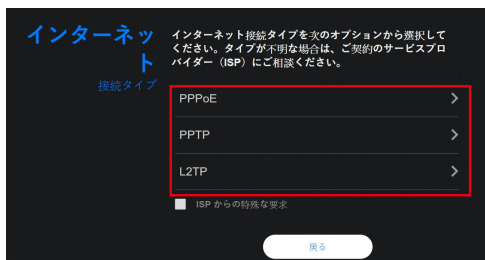 インターネッ
ト
接続タイプ
インターネット接続タイプを次のオプションから選択して
ください。タイプが不明な場合は、ご契約のサービスプロ
バイダー（ISP）にご相談ください。
PPPoE
PPTP
L2TP
ISP からの特殊な要求
戻る